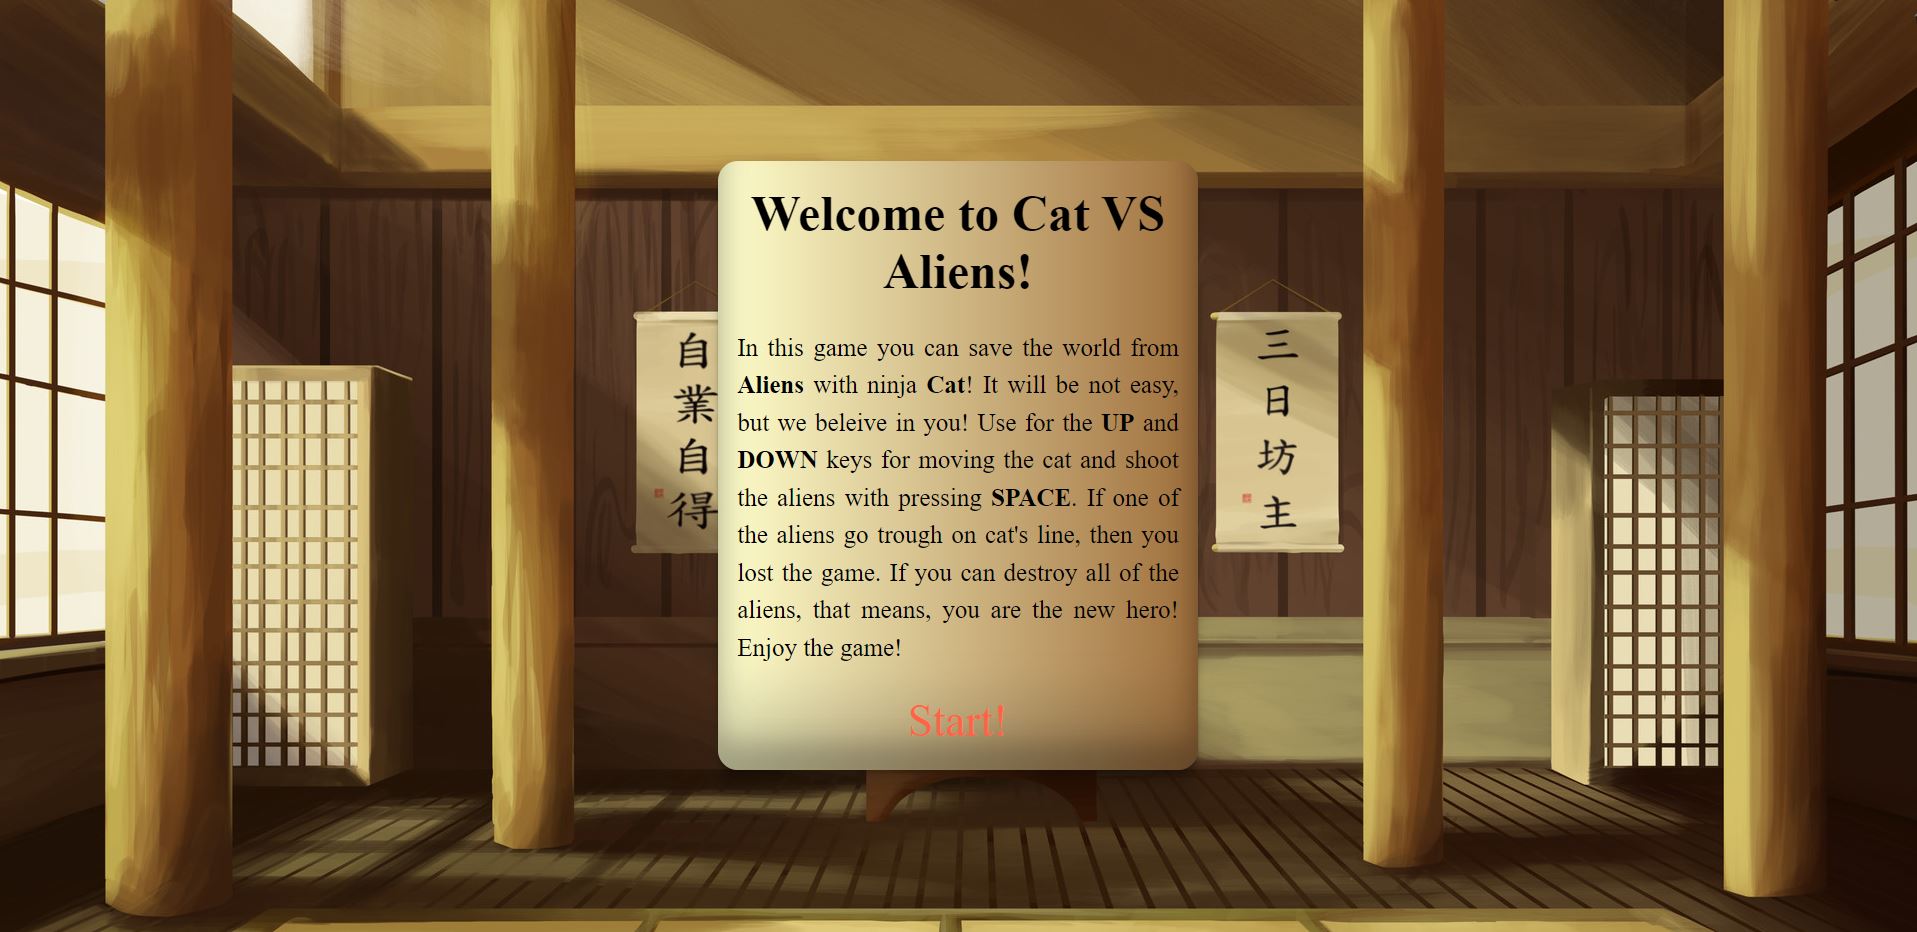 Welcome to Cat VS
Aliens!
In this game you can save the world from
Aliens with ninja Cat! It will be not easy,
but we beleive in you! Use for the UP and
DOWN keys for moving the cat and shoot
the aliens with pressing SPACE. If one of
the aliens go trough on cat's line, then you
lost the game. If you can destroy all of the
aliens, that means, you are the new hero!
Enjoy the game!
Start!
自業自得
三日坊主